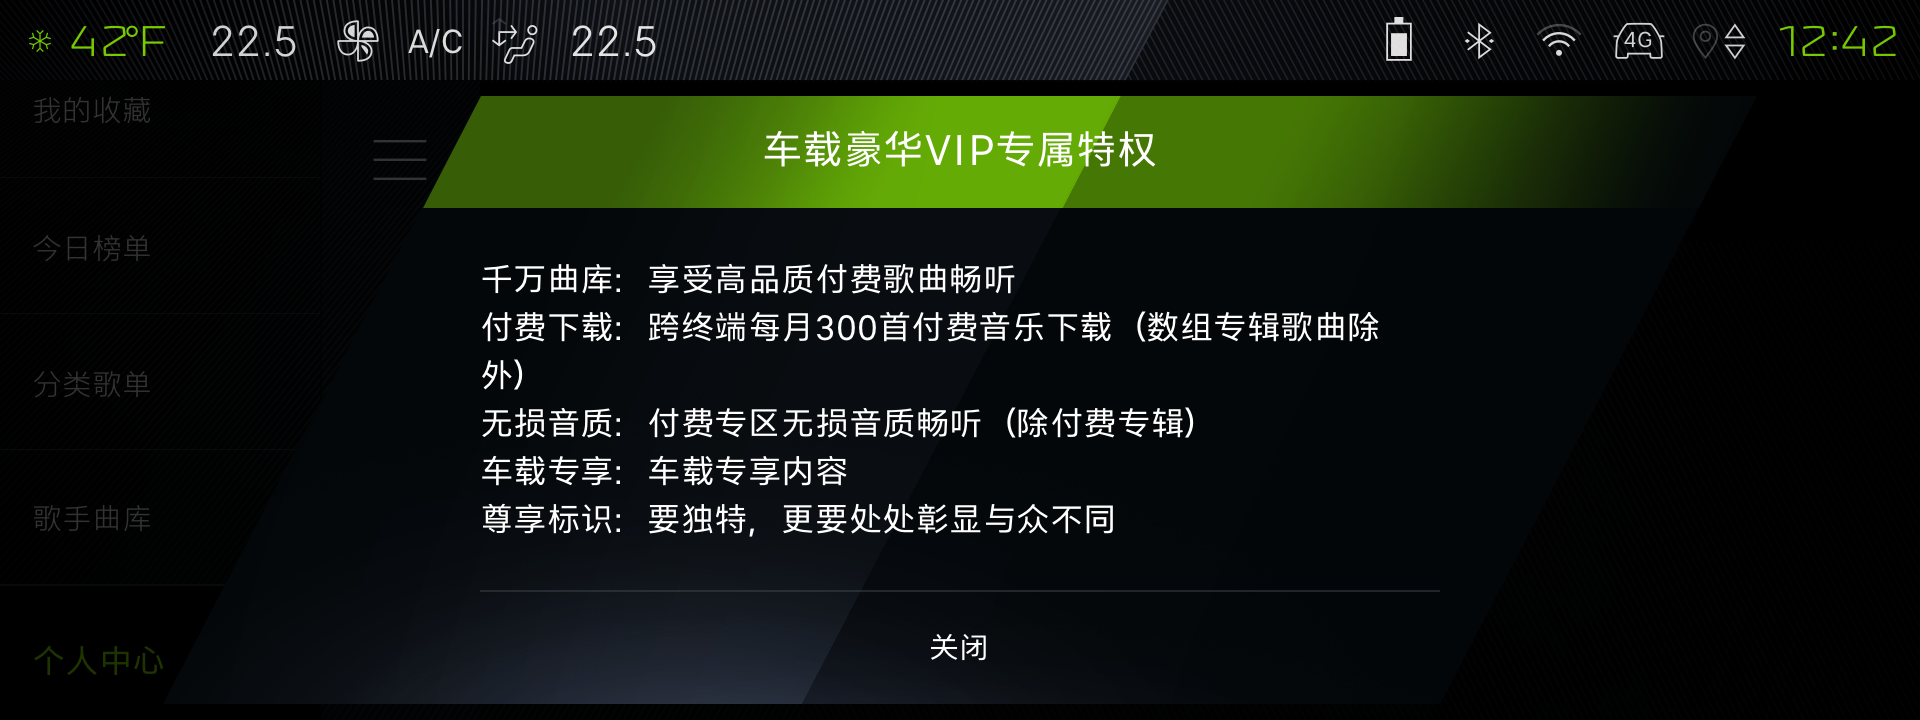 42°F 22.5 A/C 22.5 4G 12:42
我的收藏
今日榜单
分类歌单
歌手曲库
个人中心
车载豪华VIP专属特权
千万曲库：享受高品质付费歌曲畅听
付费下载：跨终端每月300首付费音乐下载（数组专辑歌曲除
外）
无损音质：付费专区无损音质畅听（除付费专辑）
车载专享：车载专享内容
尊享标识：要独特，更要处处彰显与众不同
关闭